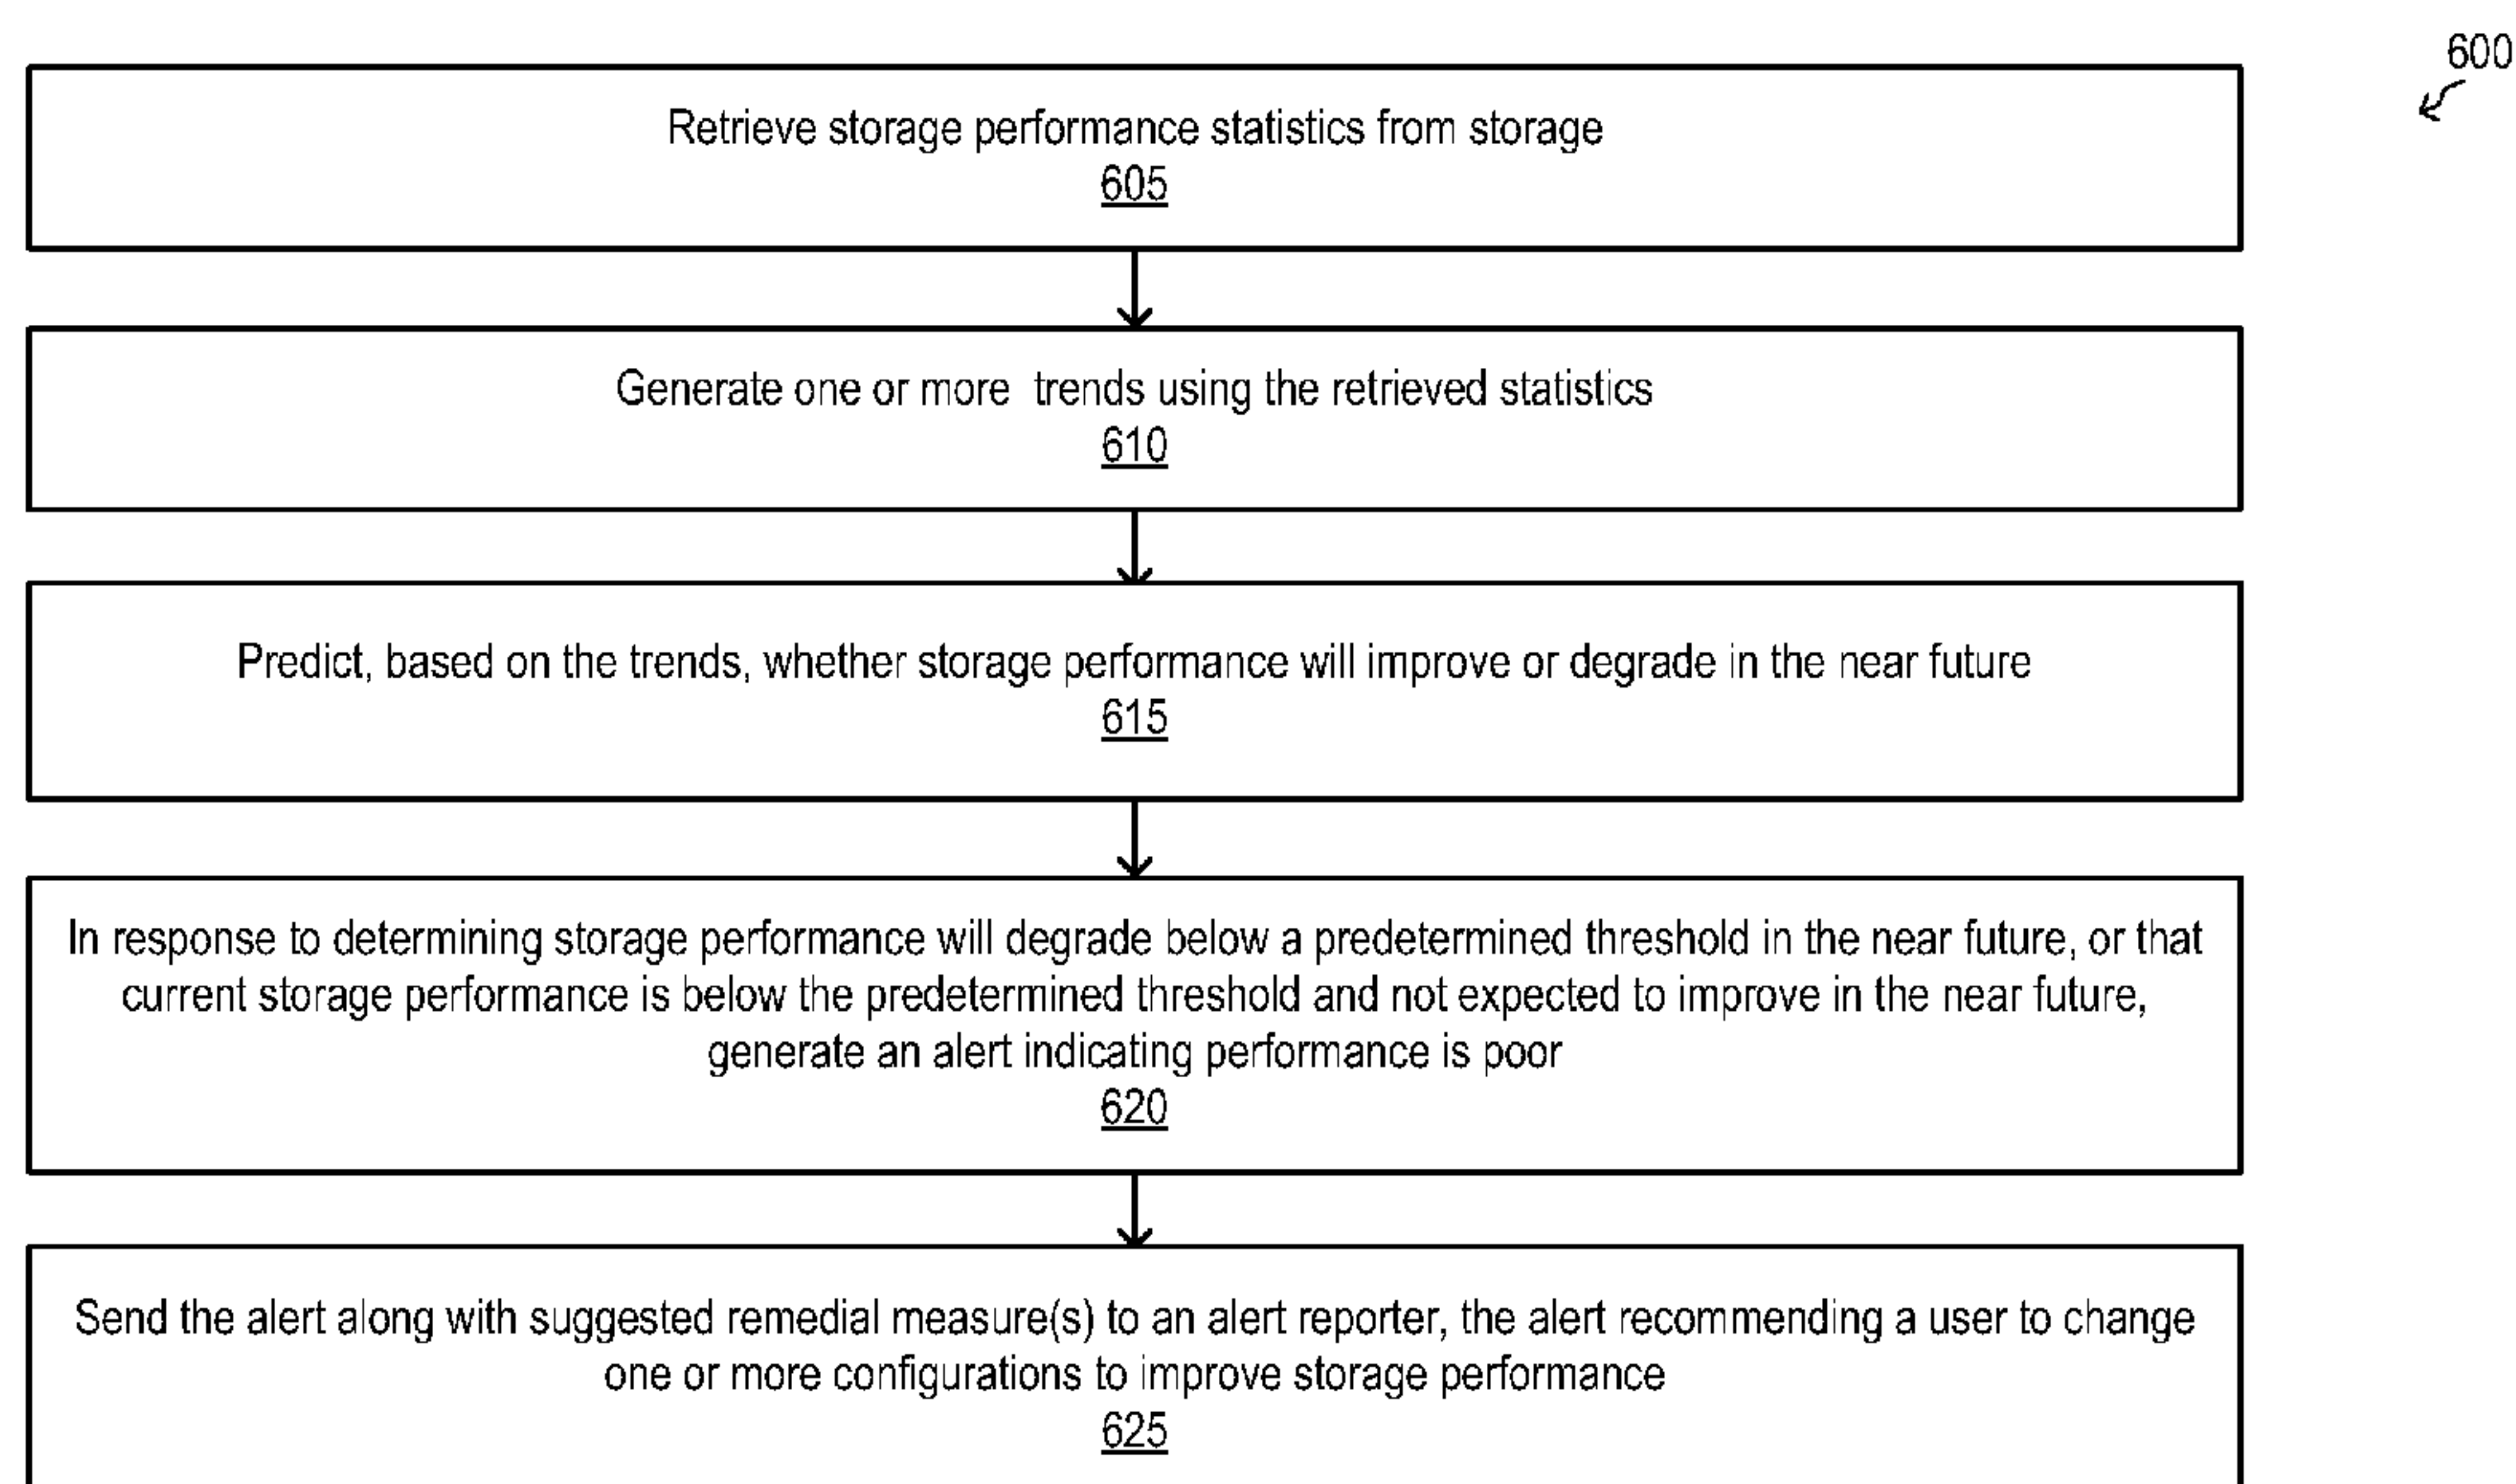 600
Retrieve storage performance statistics from storage
605
Generate one or more trends using the retrieved statistics
610
Predict, based on the trends, whether storage performance will improve or degrade in the near future
615
In response to determining storage performance will degrade below a predetermined threshold in the near future, or that
current storage performance is below the predetermined threshold and not expected to improve in the near future,
generate an alert indicating performance is poor
620
Send the alert along with suggested remedial measure(s) to an alert reporter, the alert recommending a user to change
one or more configurations to improve storage performance
625